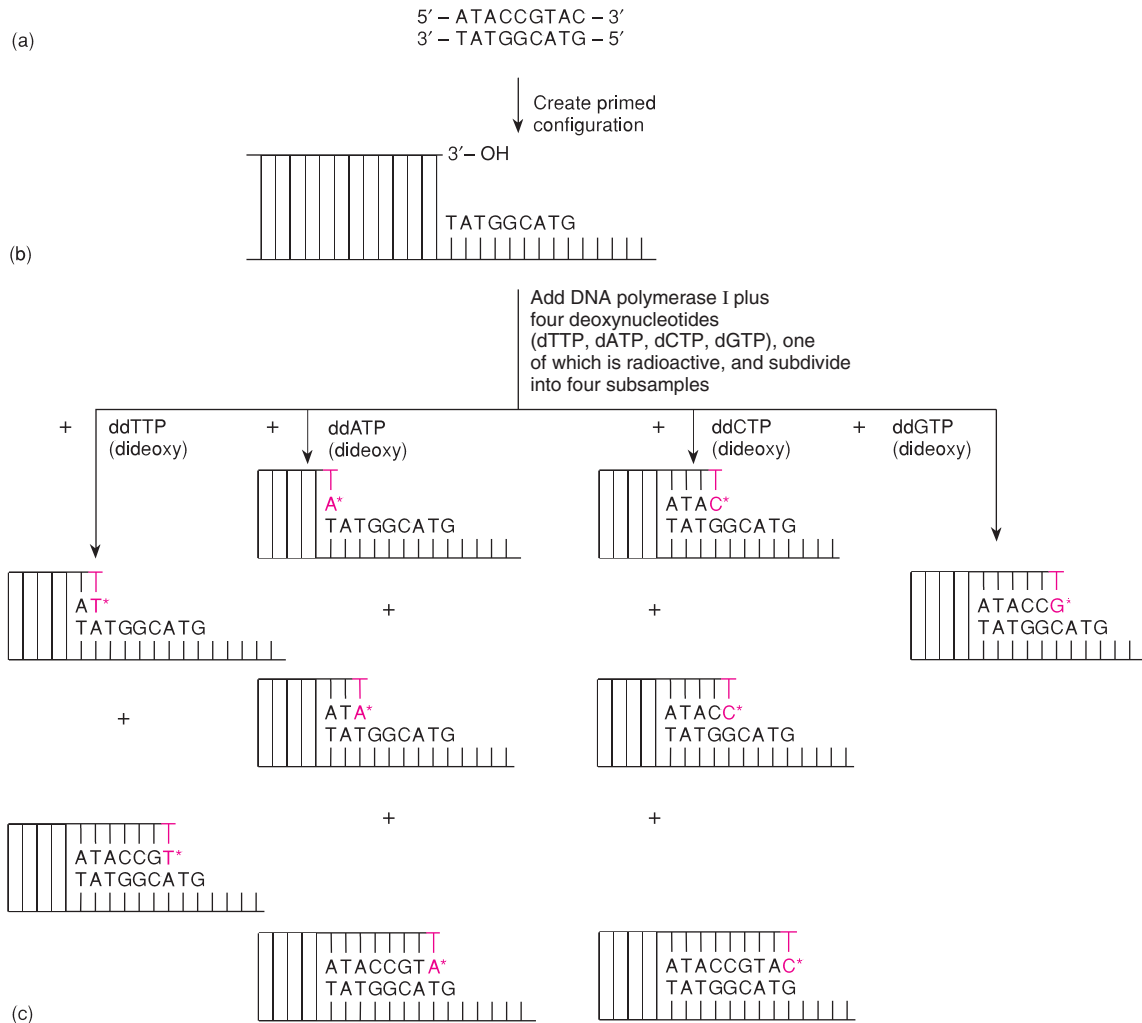 5′ – ATACCGTAC – 3′
(a)
3′ – TATGGCATG – 5′
Create primed
configuration
3′ – OH
TATGGCATG
(b)
Add DNA polymerase I plus
four deoxynucleotides
(dTTP, dATP, dCTP, dGTP), one
of which is radioactive, and subdivide
into four subsamples
+ ddTTP + ddATP + ddCTP + ddGTP
(dideoxy) (dideoxy) (dideoxy) (dideoxy)
A*
TATGGCATG
ATAC*
TATGGCATG
AT*
TATGGCATG
+ +
ATACCG*
TATGGCATG
+
ATA*
TATGGCATG
ATACC*
TATGGCATG
+ +
ATACCGT*
TATGGCATG
ATACCGTA*
TATGGCATG
ATACCGTAC*
TATGGCATG
(c)